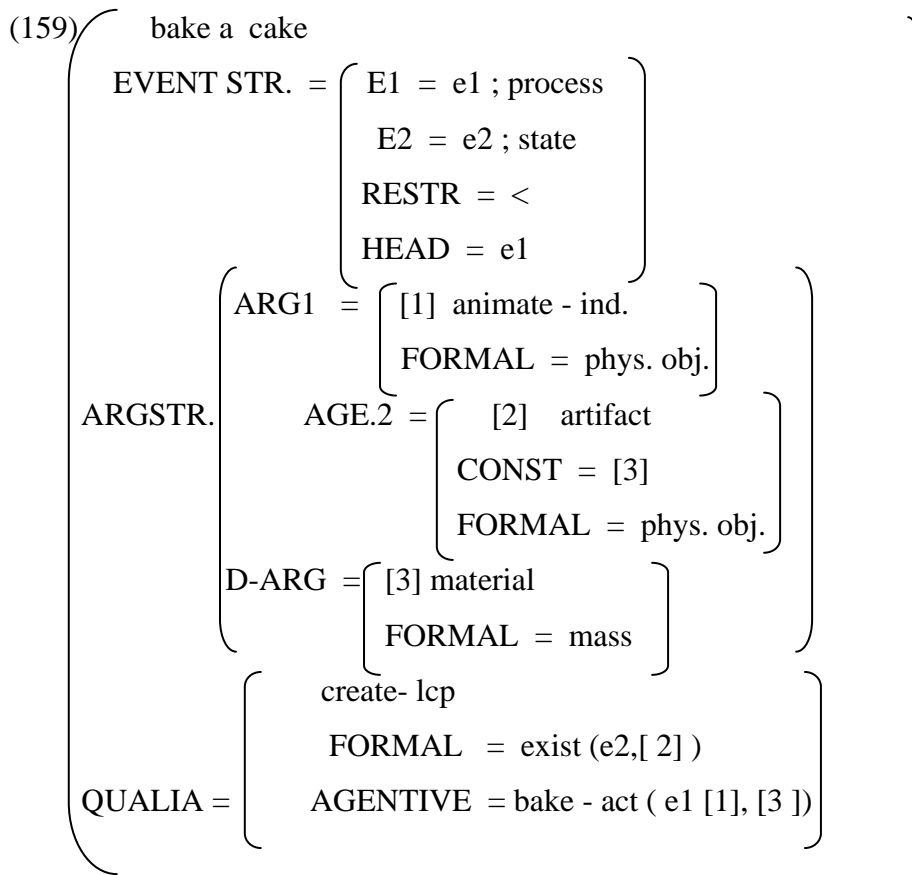 (159) bake a cake
EVENT STR. = E1 = e1 ; process
E2 = e2 ; state
RESTR = <
HEAD = e1
ARG1 = [1] animate - ind.
FORMAL = phys. obj.
ARGSTR. AGE.2 = [2] artifact
CONST = [3]
FORMAL = phys. obj.
D-ARG = [3] material
FORMAL = mass
create- lcp
FORMAL = exist (e2,[ 2] )
QUALIA = AGENTIVE = bake - act ( e1 [1], [3 ])